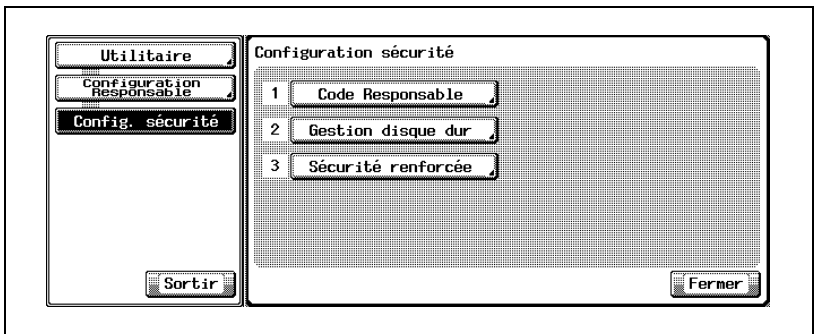 Utilitaire
Configuration
Responsable
Config. sécurité
Sortir
Configuration sécurité
1 Code Responsable
2 Gestion disque dur
3 Sécurité renforcée
Fermer